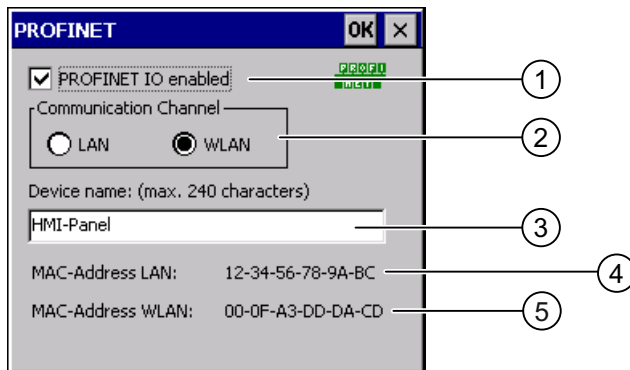 PROFINET OK ×
PROFINET IO enabled
PROFI
NET
1
Communication Channel
LAN WLAN
2
Device name: (max. 240 characters)
HMI-Panel
3
MAC-Address LAN: 12-34-56-78-9A-BC
4
MAC-Address WLAN: 00-0F-A3-DD-DA-CD
5